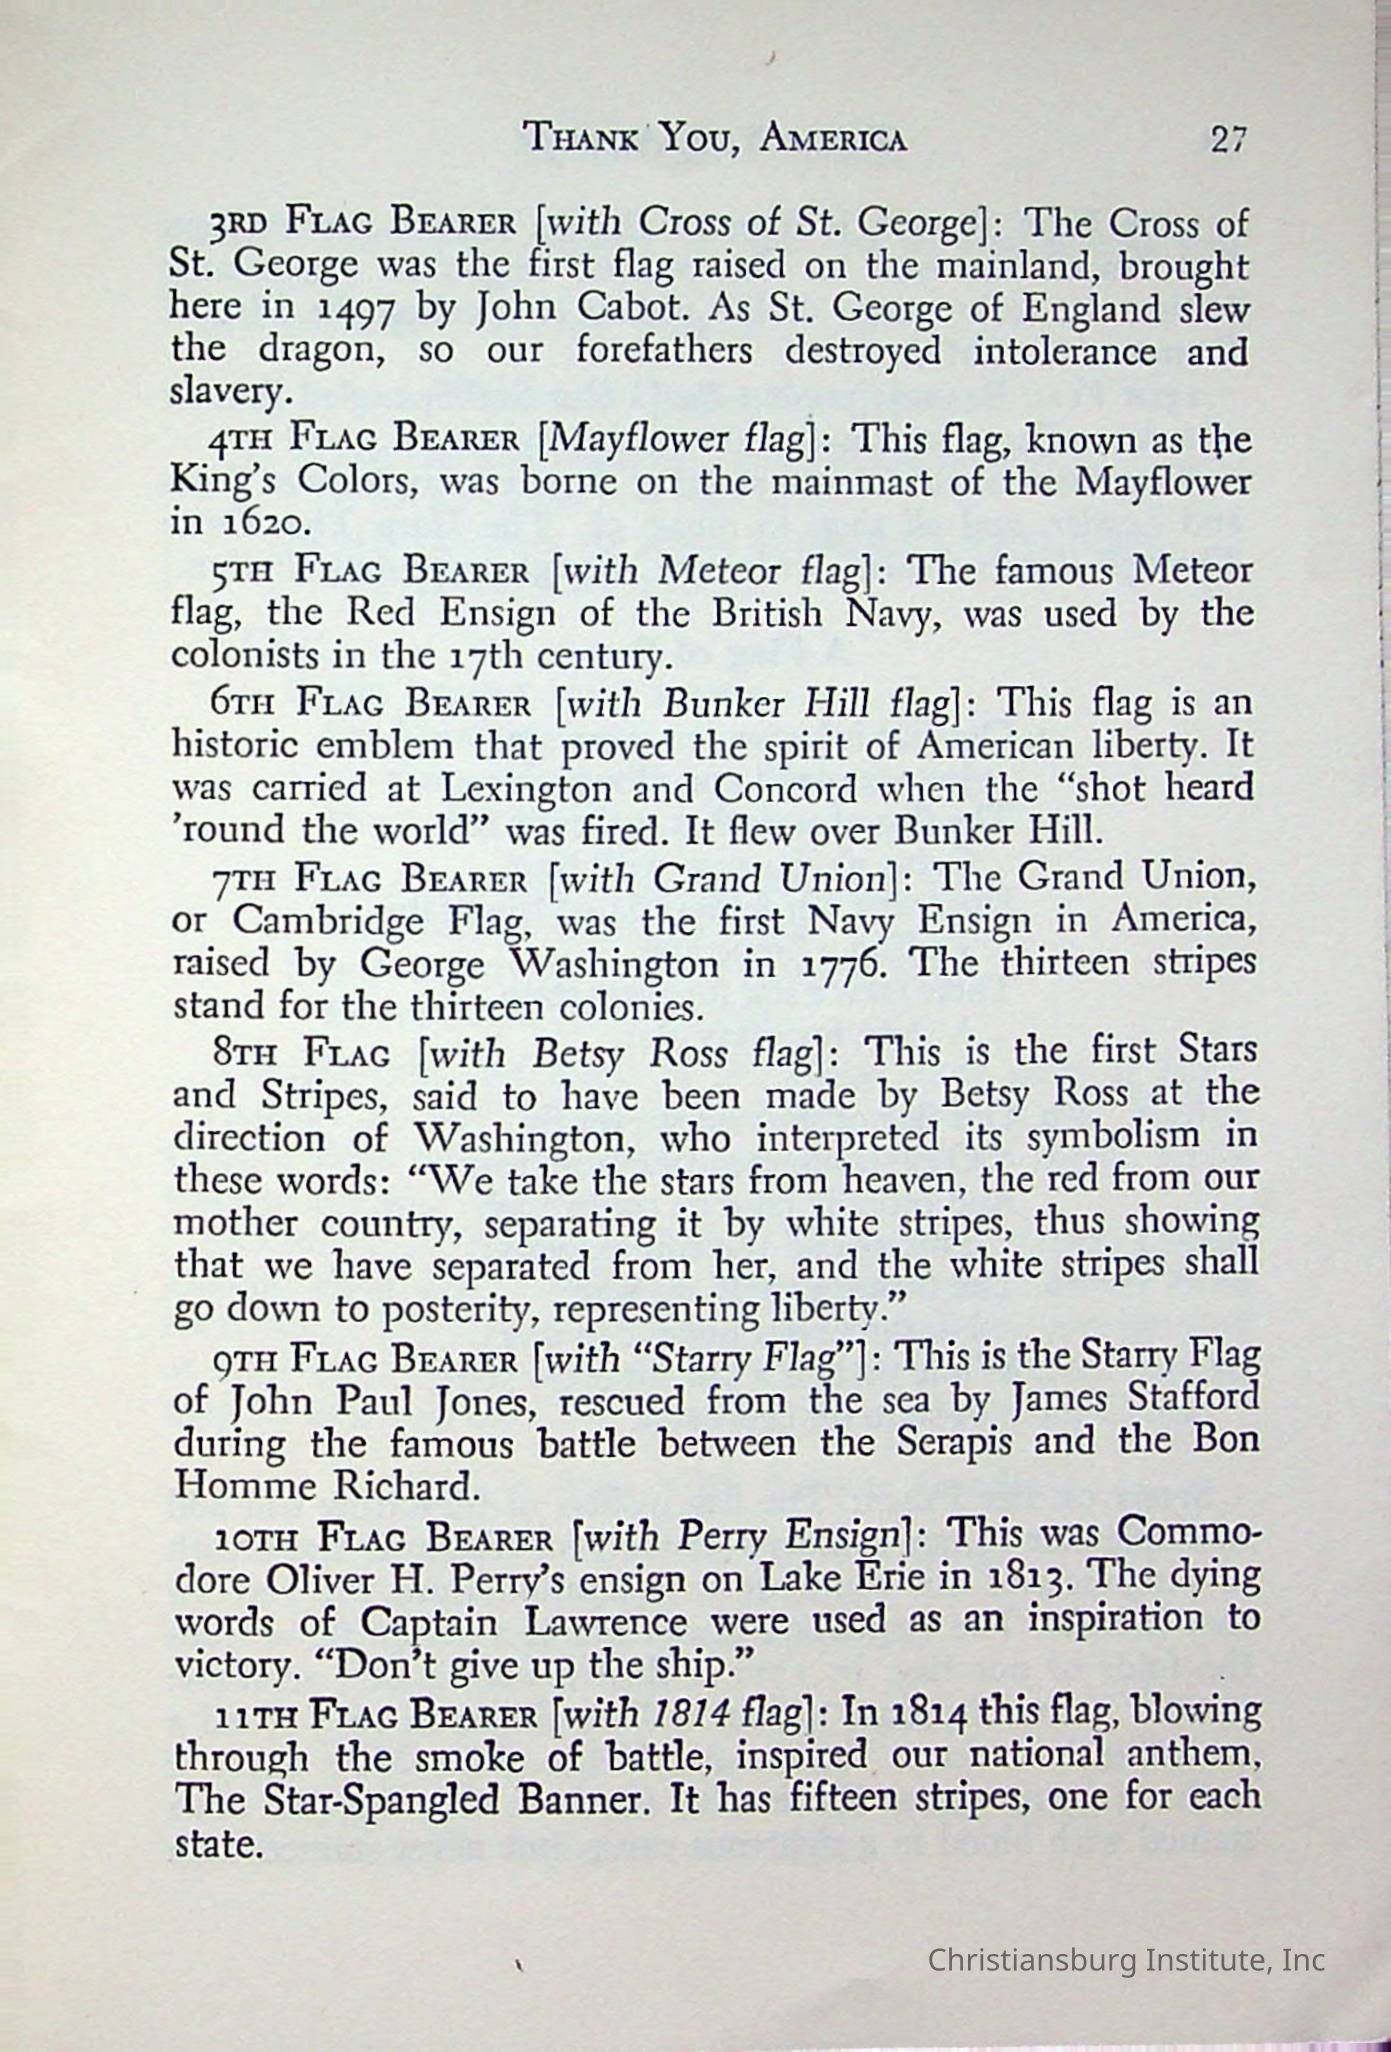 THANK YOU, AMERICA 27
3RD FLAG BEARER [with Cross of St. George]: The Cross of
St. George was the first flag raised on the mainland, brought
here in 1497 by John Cabot. As St. George of England slew
the dragon, so our forefathers destroyed intolerance and
slavery.
4TH FLAG BEARER [Mayflower flag]: This flag, known as the
King's Colors, was borne on the mainmast of the Mayflower
in 1620.
5TH FLAG BEARER [with Meteor flag]: The famous Meteor
flag, the Red Ensign of the British Navy, was used by the
colonists in the 17th century.
6TH FLAG BEARER [with Bunker Hill flag]: This flag is an
historic emblem that proved the spirit of American liberty. It
was carried at Lexington and Concord when the “shot heard
’round the world” was fired. It flew over Bunker Hill.
7TH FLAG BEARER [with Grand Union]: The Grand Union,
or Cambridge Flag, was the first Navy Ensign in America,
raised by George Washington in 1776. The thirteen stripes
stand for the thirteen colonies.
8TH FLAG [with Betsy Ross flag]: This is the first Stars
and Stripes, said to have been made by Betsy Ross at the
direction of Washington, who interpreted its symbolism in
these words: “We take the stars from heaven, the red from our
mother country, separating it by white stripes, thus showing
that we have separated from her, and the white stripes shall
go down to posterity, representing liberty.”
9TH FLAG BEARER [with “Starry Flag”]: This is the Starry Flag
of John Paul Jones, rescued from the sea by James Stafford
during the famous battle between the Serapis and the Bon
Homme Richard.
10TH FLAG BEARER [with Perry Ensign]: This was Commo-
dore Oliver H. Perry’s ensign on Lake Erie in 1813. The dying
words of Captain Lawrence were used as an inspiration to
victory. “Don’t give up the ship.”
11TH FLAG BEARER [with 1814 flag]: In 1814 this flag, blowing
through the smoke of battle, inspired our national anthem,
The Star-Spangled Banner. It has fifteen stripes, one for each
state.
Christiansburg Institute, Inc